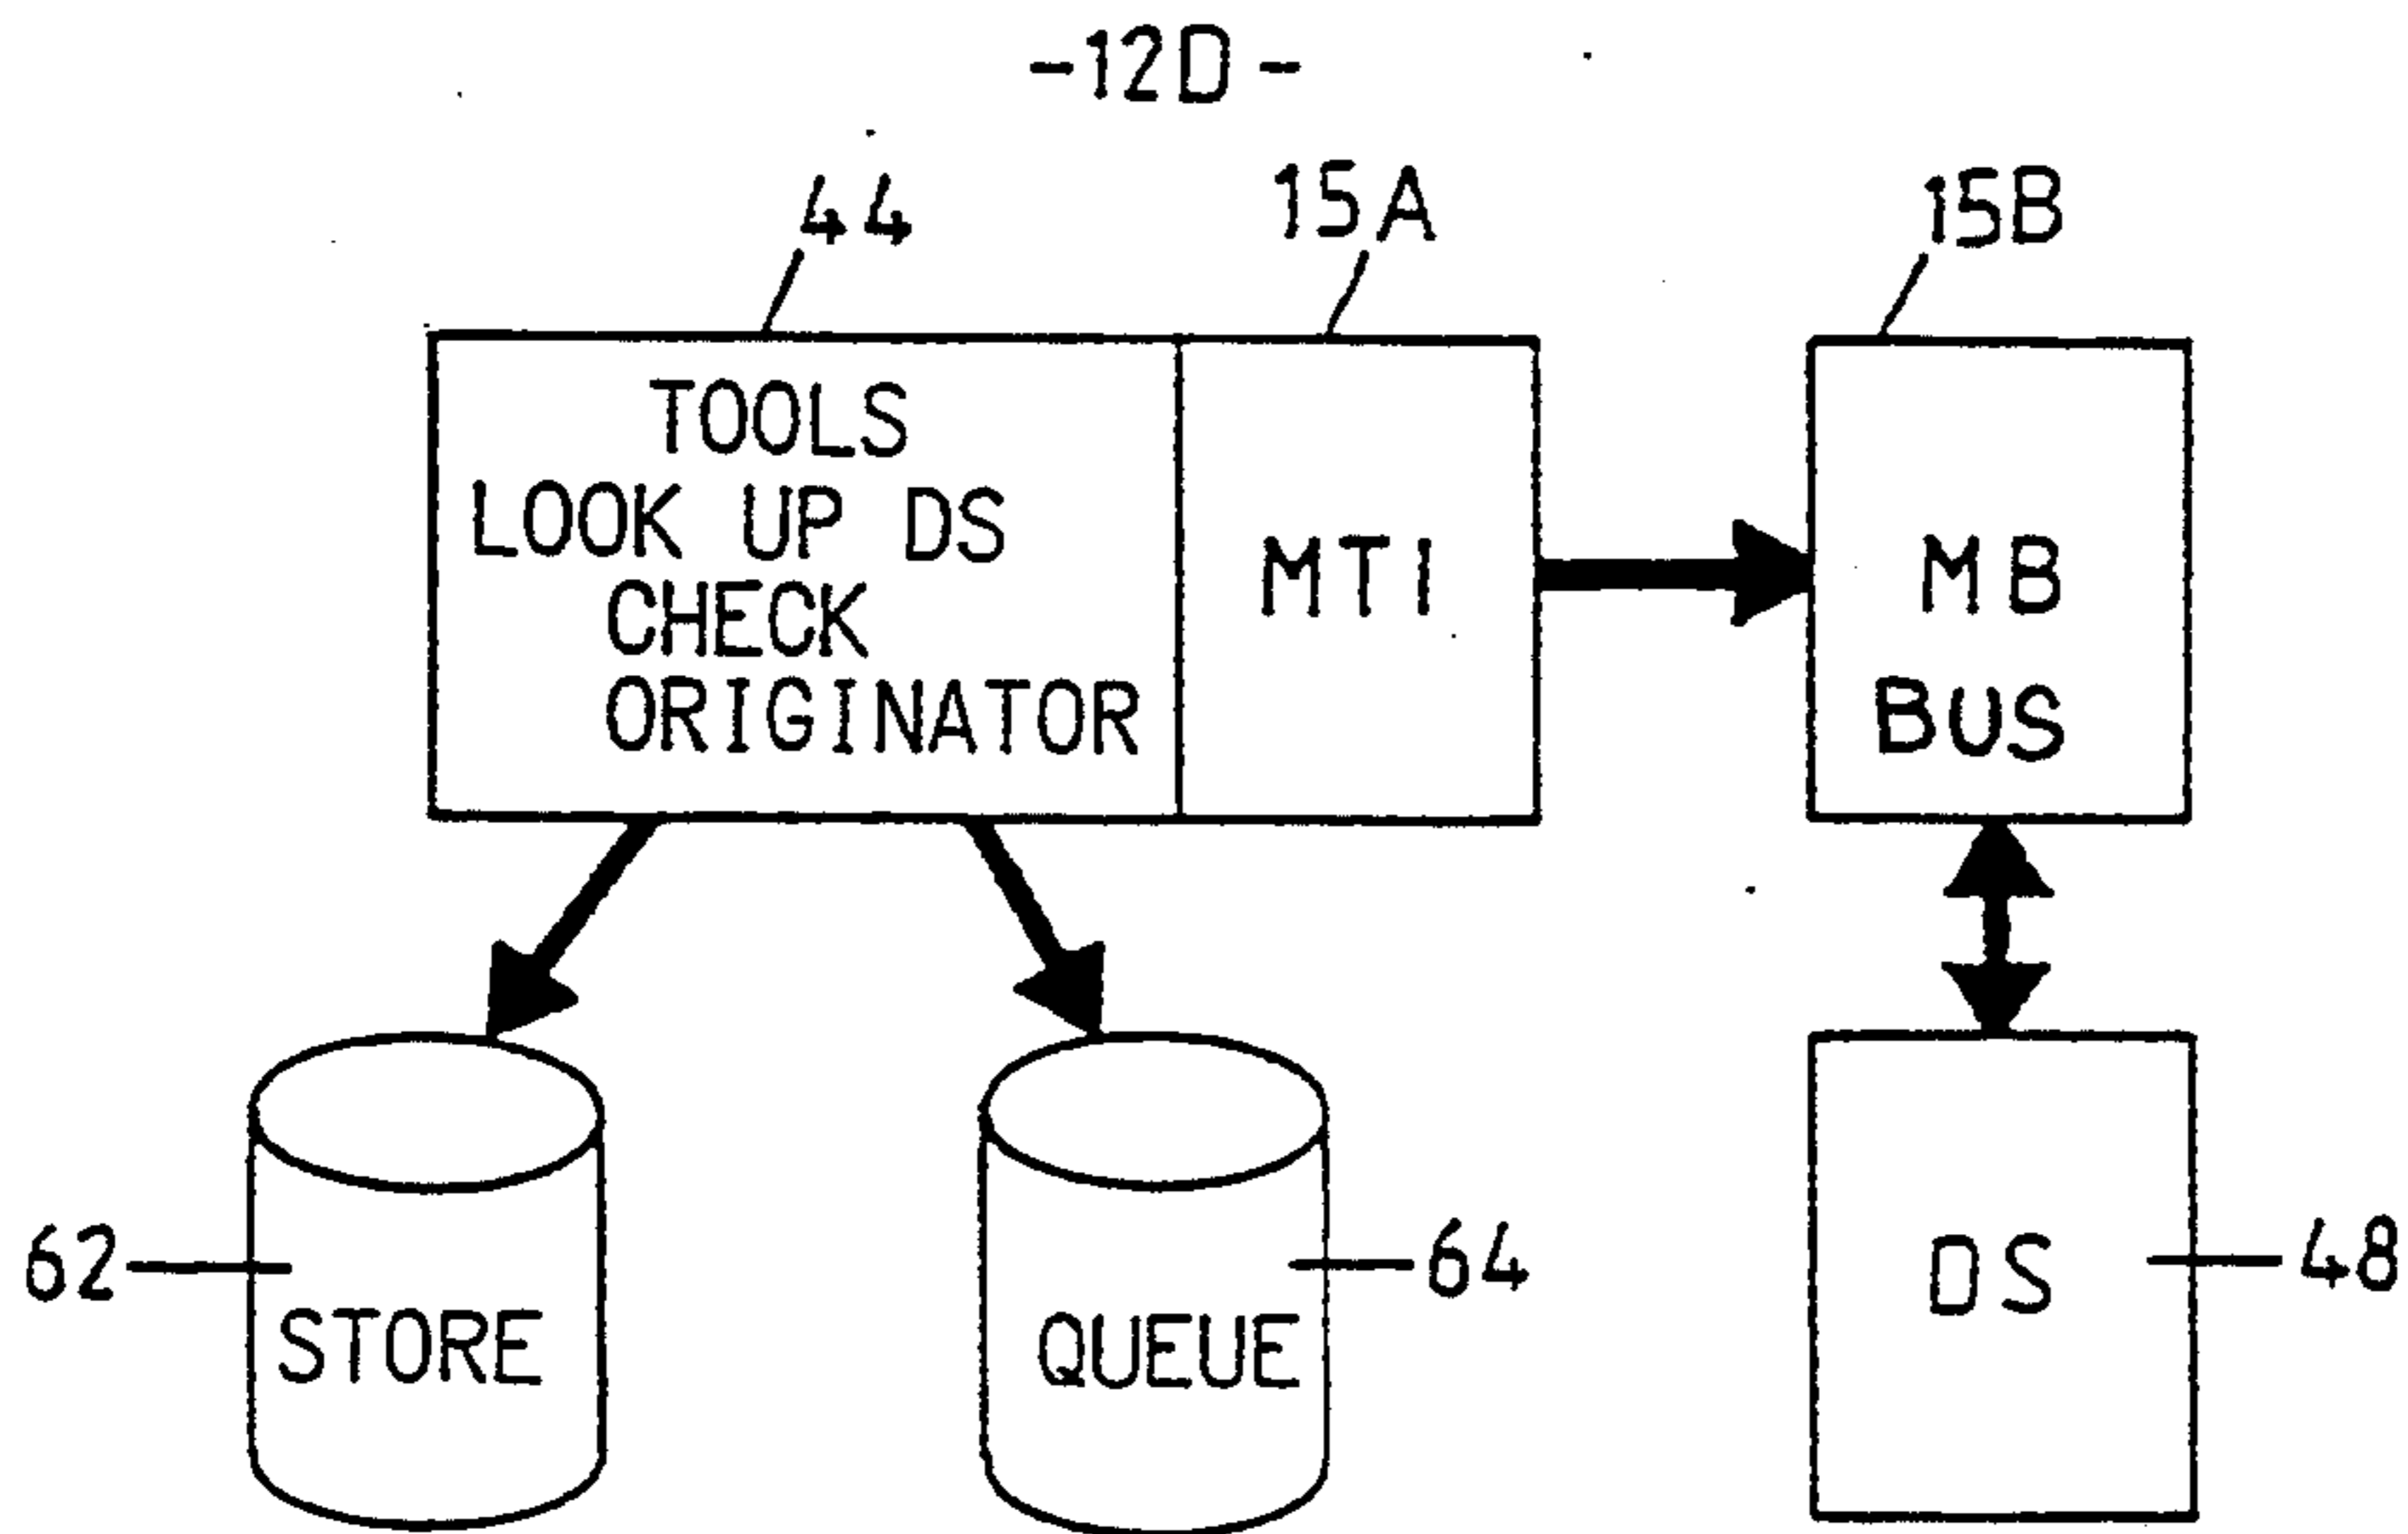 -12D-
44
15A
15B
TOOLS
LOOK UP DS
CHECK
ORIGINATOR
MTI
MB
BUS
62
STORE
QUEUE
64
DS
48